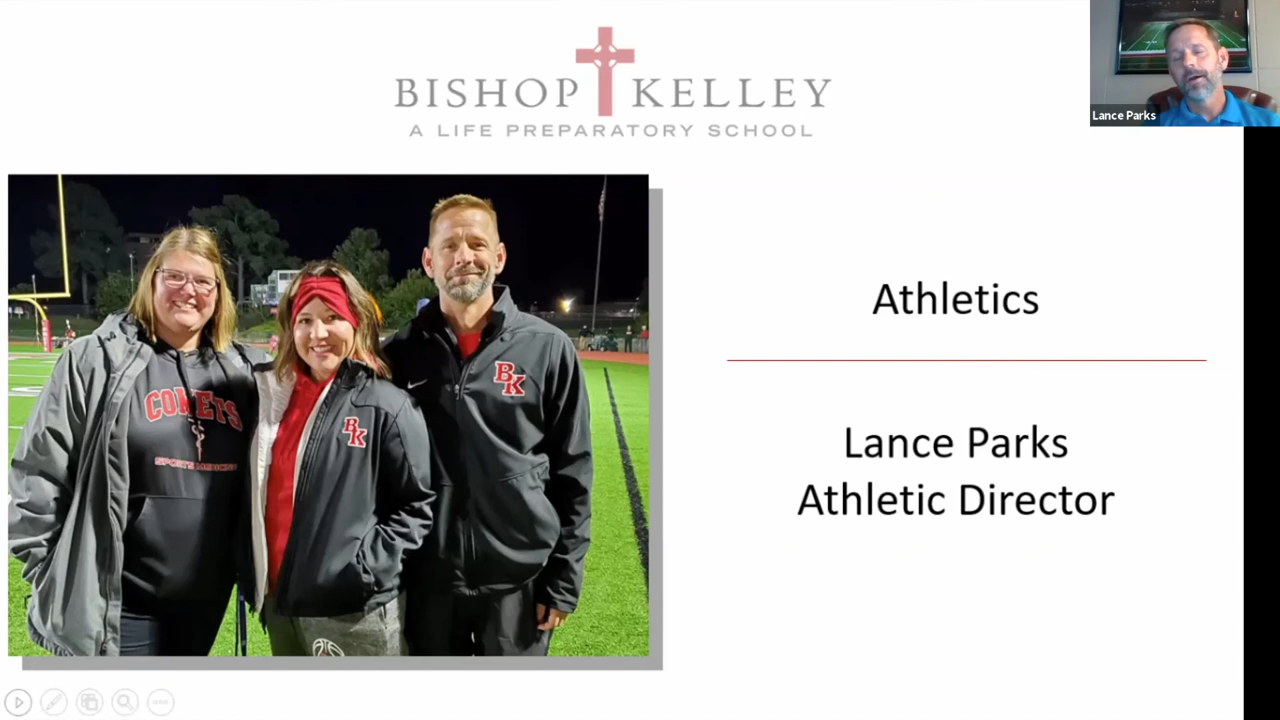 BISHOP KELLEY
A LIFE PREPARATORY SCHOOL
Lance Parks
COMETS
SPORTS MEDICINE
BK
BK
Athletics
Lance Parks
Athletic Director